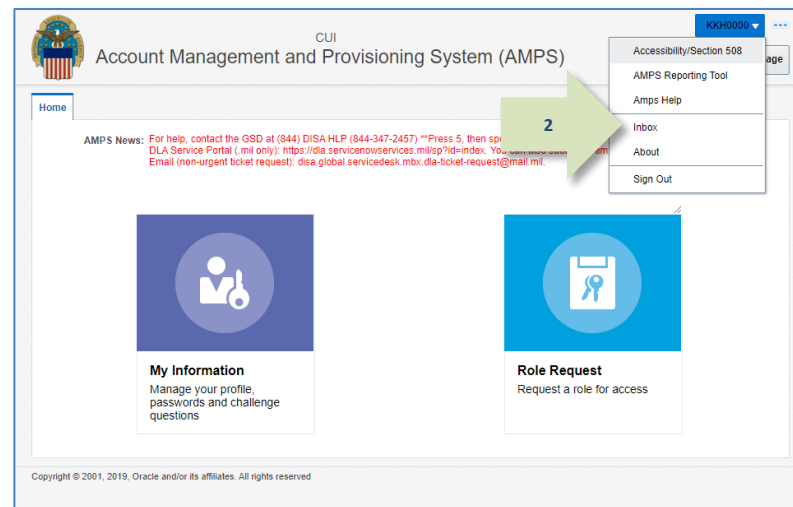 CUI
Account Management and Provisioning System (AMPS)
KKH0000
age
Accessibility/Section 508
AMPS Reporting Tool
Amps Help
Inbox
About
Sign Out
2
Home
AMPS News: For help, contact the GSD at (844) DISA HLP (844-347-2457) **Press 5, then
DLA Service Portal (.mil only): https://dla.servicenowservices.mil/sp?id=index.
Email (non-urgent ticket request): disa.global.servicedesk.mbx.dla-ticket-request@mail.mil.
My Information
Manage your profile,
passwords and challenge
questions
Role Request
Request a role for access
Copyright © 2001, 2019, Oracle and/or its affiliates. All rights reserved